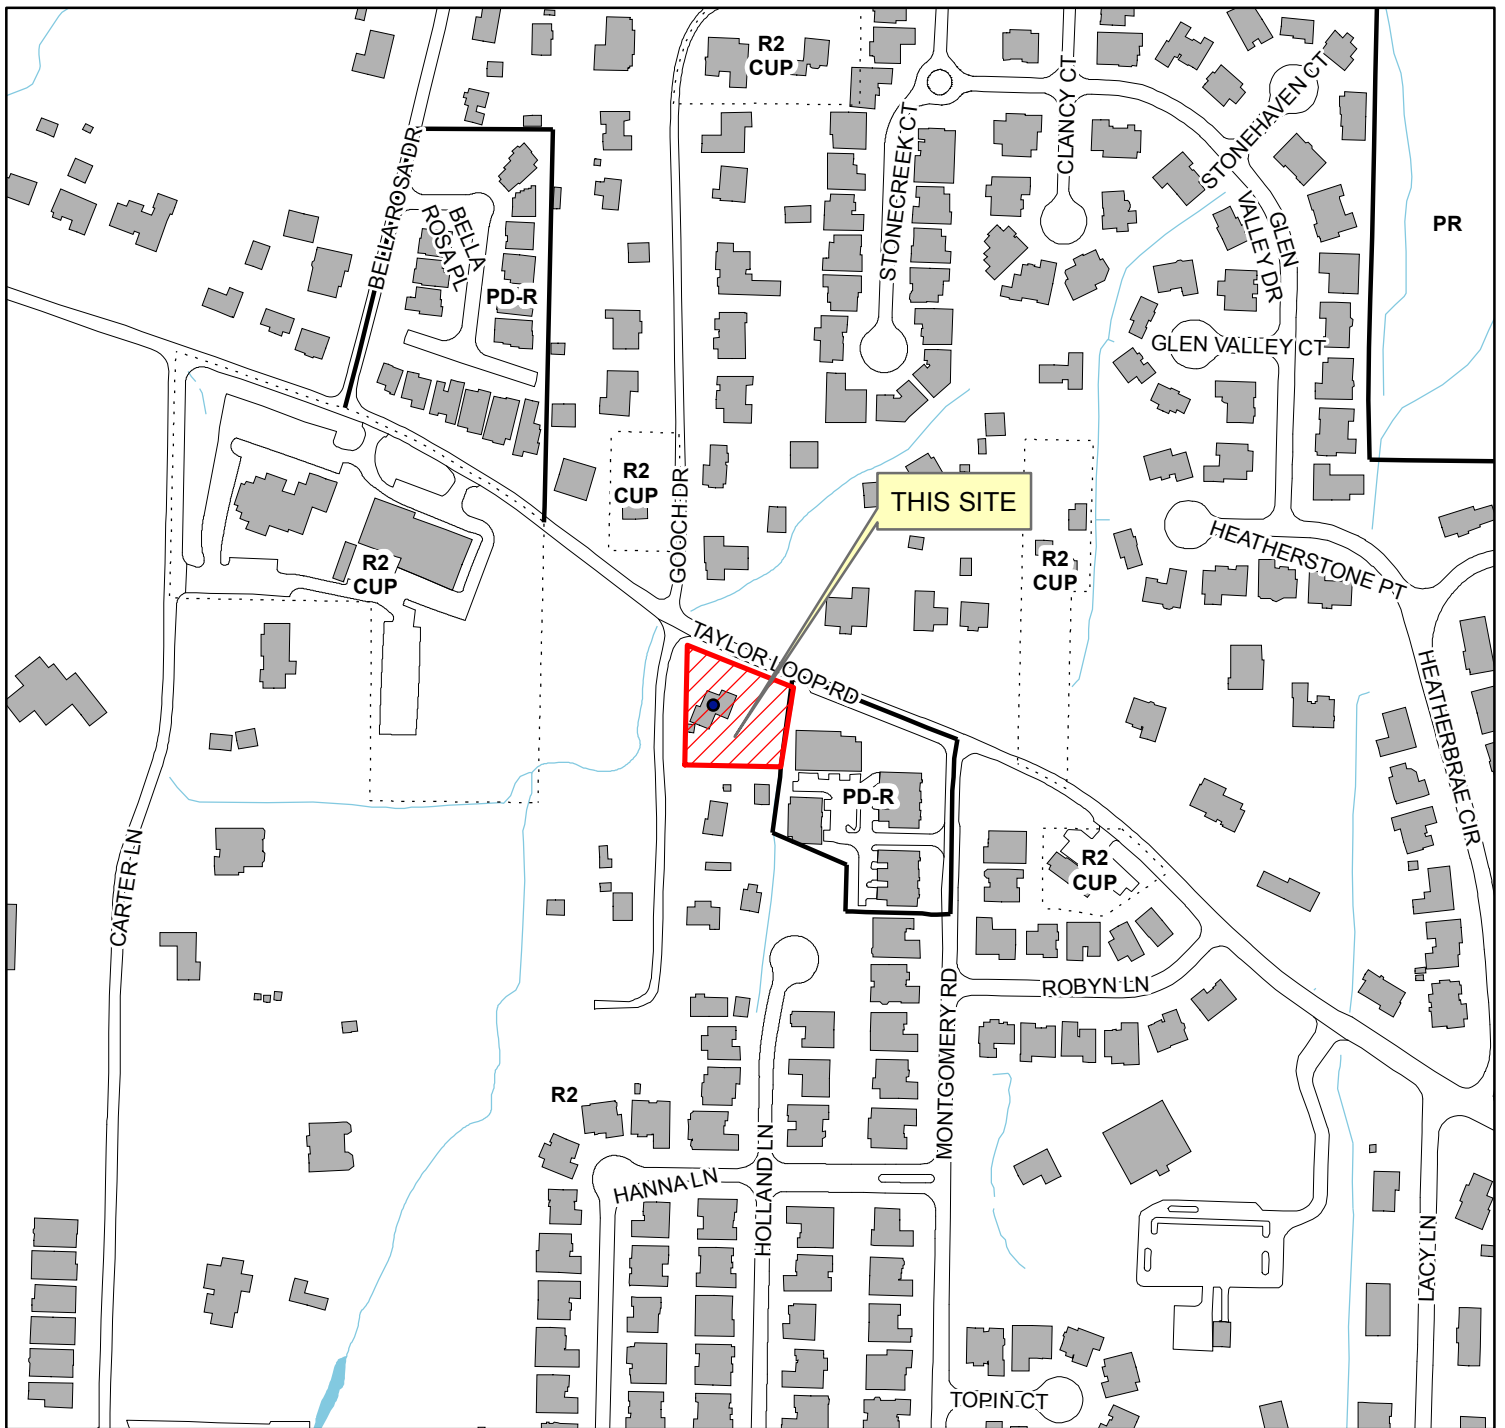 R2
CUP
CLANCY CT
STONEHAVEN CT
STONECREEK CT
BELLA ROSA DR
BELLA
ROSA PL
PD-R
GLEN
VALLEY DR
PR
GLEN VALLEY CT
R2
CUP
GOOCH DR
THIS SITE
R2
CUP
R2
CUP
HEATHERSTONE PT
TAYLOR LOOP RD
HEATHERBRAE CIR
PD-R
CARTER LN
R2
CUP
ROBYN LN
MONTGOMERY RD
R2
HANNA LN
HOLLAND LN
LACY LN
TOPIN CT